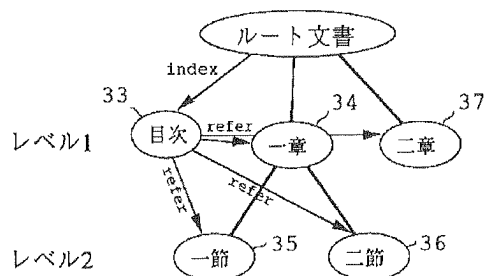 ルート文書
index
33
34
37
レベル1
目次
refer
一章
二章
refer
refer
レベル2
一節
35
二節
36